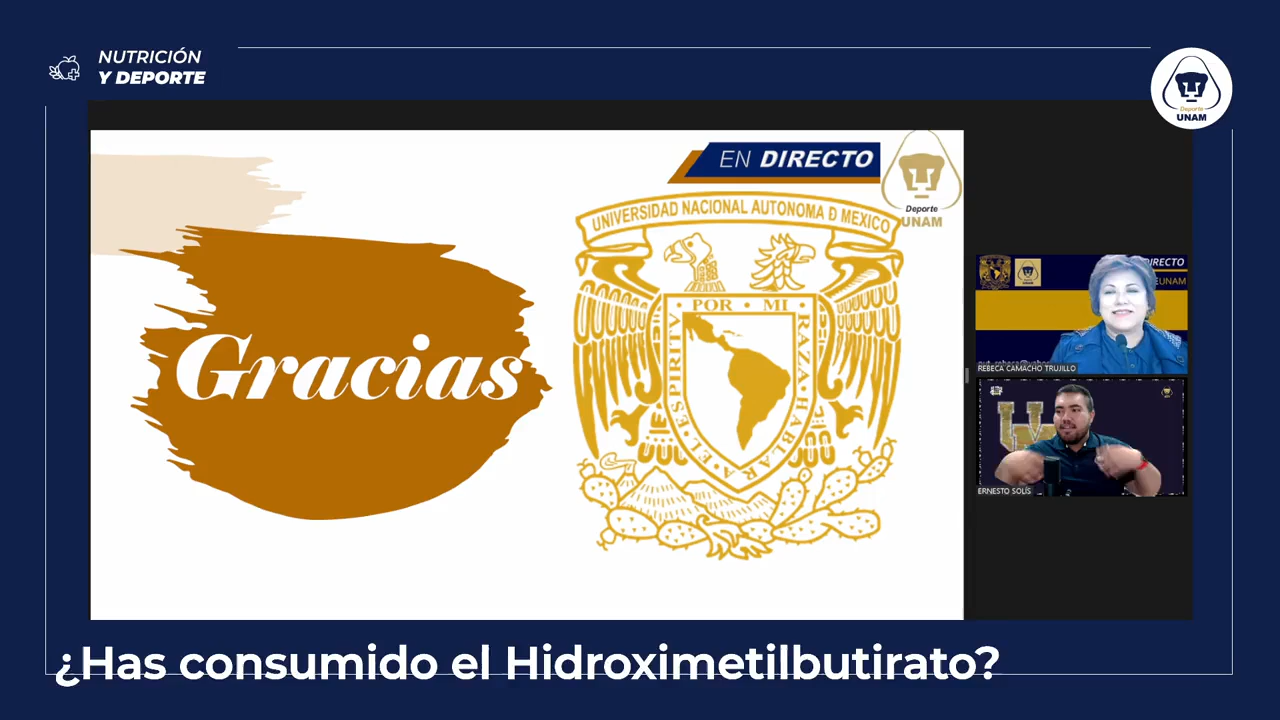 NUTRICIÓN
Y DEPORTE
Deporte
UNAM
EN DIRECTO
Deporte
UNAM
UNIVERSIDAD NACIONAL AUTONOMA Ð MEXICO
• POR • MI
RAZA • HABLARA
EL • ESPIRITU
Gracias
DIRECTO
EUNAM
REBECA CAMACHO TRUJILLO
ERNESTO SOLÍS
¿Has consumido el Hidroximetilbutirato?